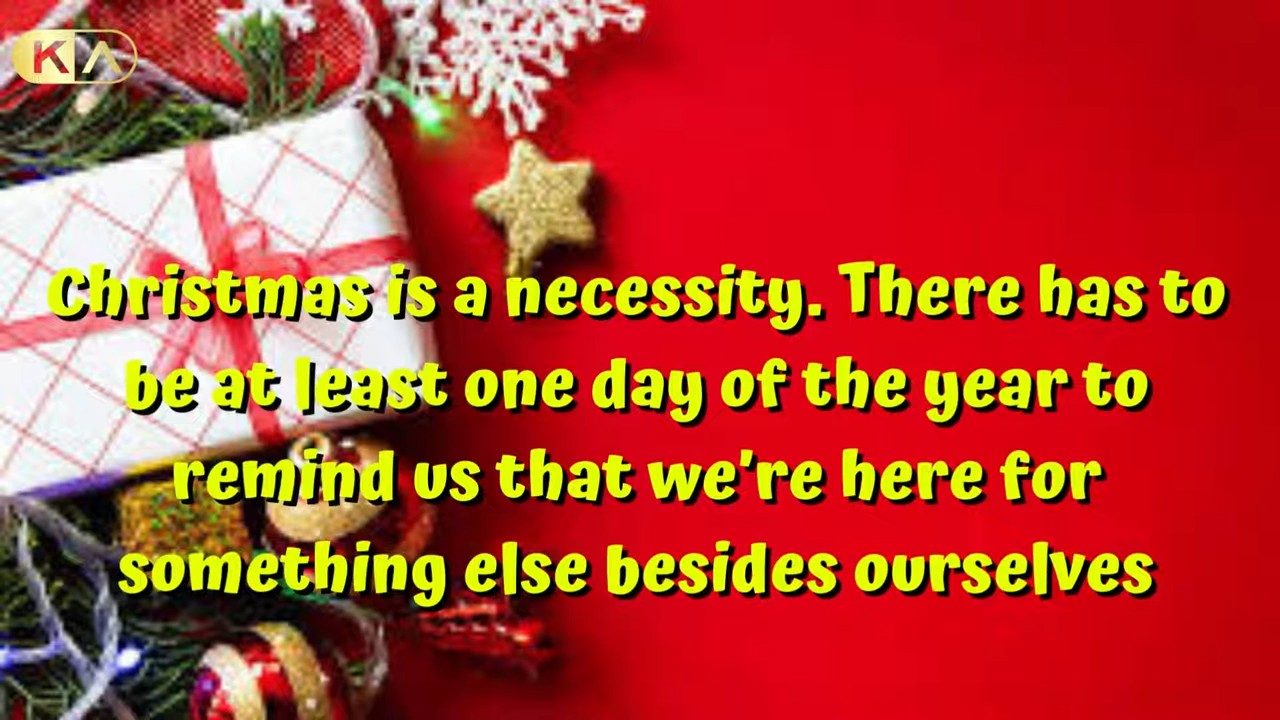 KA
Christmas is a necessity. There has to
be at least one day of the year to
remind us that we're here for
something else besides ourselves